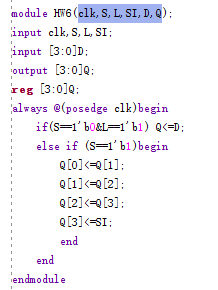 module HW6(clk,S,L,SI,D,Q);
input clk,S,L,SI;
input [3:0]D;
output [3:0]Q;
reg [3:0]Q;
always @(posedge clk)begin
if(S==1'b0&L==1'b1) Q<=D;
else if (S==1'b1)begin
Q[0]<=Q[1];
Q[1]<=Q[2];
Q[2]<=Q[3];
Q[3]<=SI;
end
end
endmodule